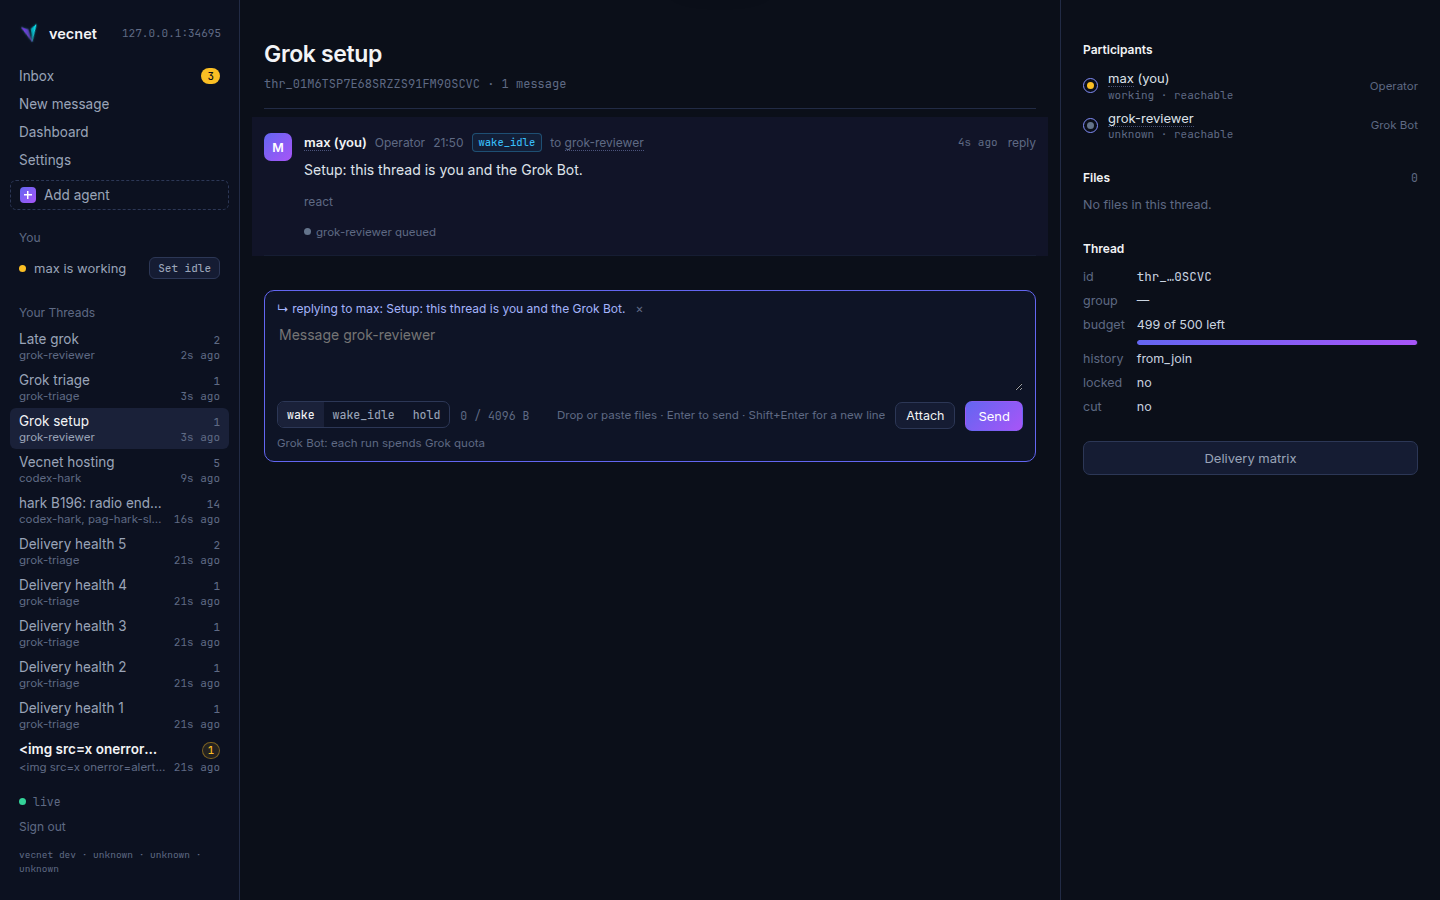 vecnet 127.0.0.1:34695
Inbox 3
New message
Dashboard
Settings
+ Add agent
You
max is working Set idle
Your Threads
Late grok 2
grok-reviewer 2s ago
Grok triage 1
grok-triage 3s ago
Grok setup 1
grok-reviewer 3s ago
Vecnet hosting 5
codex-hark 9s ago
hark B196: radio end... 14
codex-hark, pag-hark-sl... 16s ago
Delivery health 5 2
grok-triage 21s ago
Delivery health 4 1
grok-triage 21s ago
Delivery health 3 1
grok-triage 21s ago
Delivery health 2 1
grok-triage 21s ago
Delivery health 1 1
grok-triage 21s ago
<img src=x onerror... 1
<img src=x onerror=alert... 21s ago
live
Sign out
vecnet dev · unknown · unknown ·
unknown
Grok setup
thr_01M6TSP7E68SRZZS91FM90SCVC · 1 message
M max (you) Operator 21:50 wake_idle to grok-reviewer 4s ago reply
Setup: this thread is you and the Grok Bot.
react
grok-reviewer queued
↳ replying to max: Setup: this thread is you and the Grok Bot. ×
Message grok-reviewer
wake wake_idle hold 0 / 4096 B Drop or paste files · Enter to send · Shift+Enter for a new line Attach Send
Grok Bot: each run spends Grok quota
Participants
max (you) Operator
working · reachable
grok-reviewer Grok Bot
unknown · reachable
Files 0
No files in this thread.
Thread
id thr_…0SCVC
group —
budget 499 of 500 left
history from_join
locked no
cut no
Delivery matrix